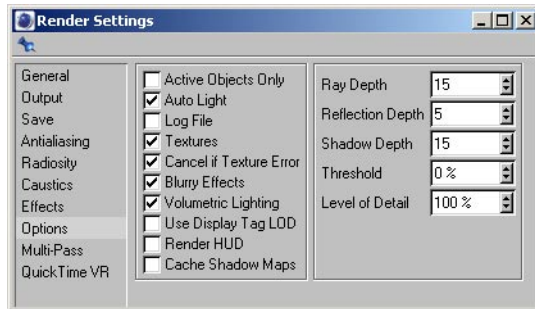 Render Settings
General
Output
Save
Antialiasing
Radiosity
Caustics
Effects
Options
Multi-Pass
QuickTime VR
Active Objects Only
Auto Light
Log File
Textures
Cancel if Texture Error
Blurry Effects
Volumetric Lighting
Use Display Tag LOD
Render HUD
Cache Shadow Maps
Ray Depth 15
Reflection Depth 5
Shadow Depth 15
Threshold 0 %
Level of Detail 100 %